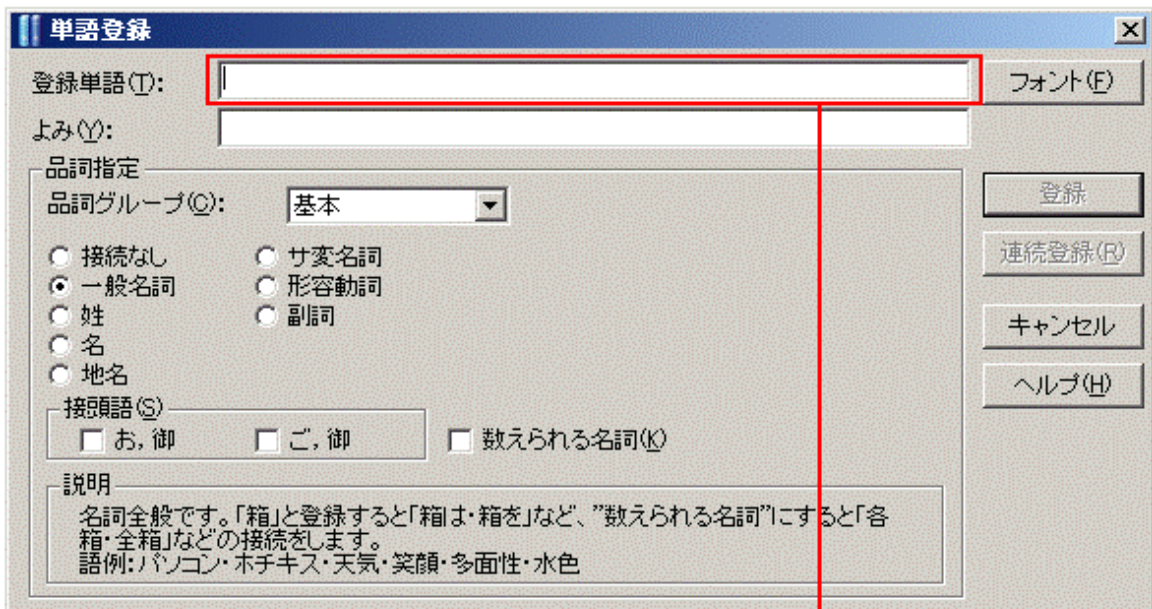 単語登録
登録単語(T):
フォント(F)
よみ(Y):
品詞指定
品詞グループ(C):
基本
登録
連続登録(R)
接続なし
サ変名詞
一般名詞
形容動詞
姓
副詞
キャンセル
名
地名
ヘルプ(H)
接頭語(S)
お,御
ご,御
数えられる名詞(K)
説明
名詞全般です。「箱」と登録すると「箱は・箱を」など、”数えられる名詞”にすると「各
箱・全箱」などの接続をします。
語例:パソコン・ホチキス・天気・笑顔・多面性・水色